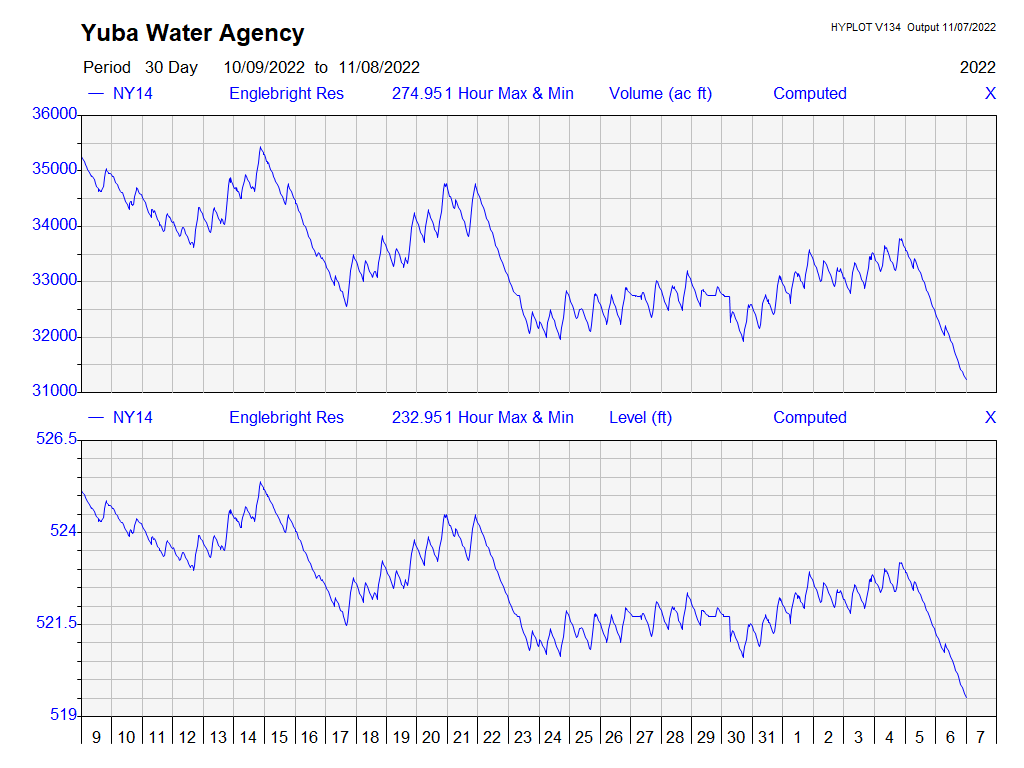 Yuba Water Agency
HYPLOT V134 Output 11/07/2022
Period 30 Day 10/09/2022 to 11/08/2022 2022
NY14 Englebright Res 274.951 Hour Max & Min Volume (ac ft) Computed X
36000
35000
34000
33000
32000
31000
NY14 Englebright Res 232.951 Hour Max & Min Level (ft) Computed X
526.5
524
521.5
519
9 10 11 12 13 14 15 16 17 18 19 20 21 22 23 24 25 26 27 28 29 30 31 1 2 3 4 5 6 7